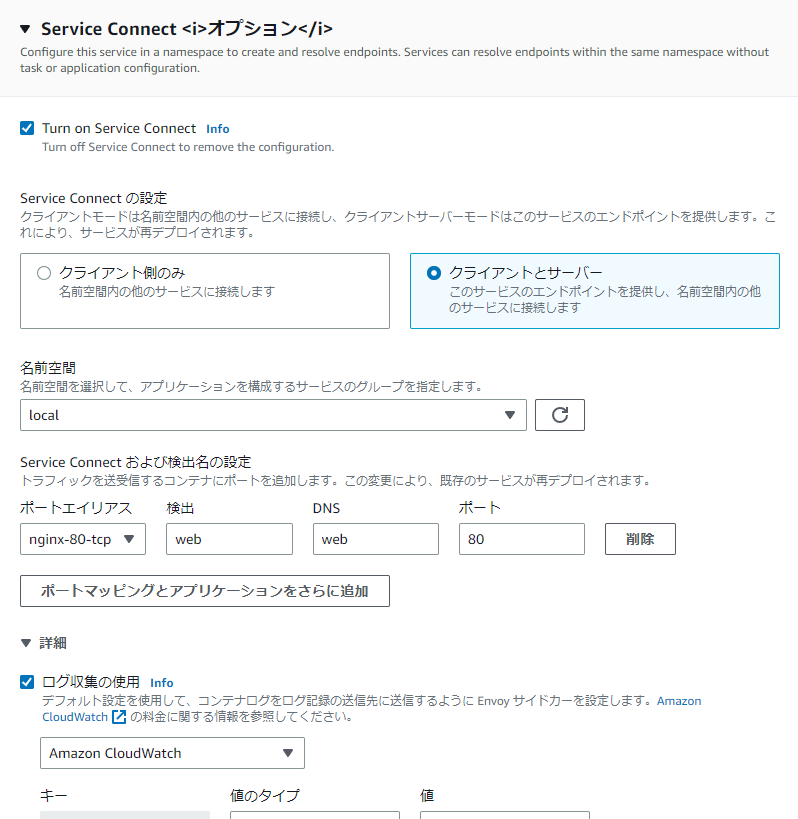 Service Connect <i>オプション</i>
Configure this service in a namespace to create and resolve endpoints. Services can resolve endpoints within the same namespace without
task or application configuration.
Turn on Service Connect Info
Turn off Service Connect to remove the configuration.
Service Connect の設定
クライアントモードは名前空間内の他のサービスに接続し、クライアントサーバーモードはこのサービスのエンドポイントを提供します。こ
れにより、サービスが再デプロイされます。
クライアント側のみ
名前空間内の他のサービスに接続します
クライアントとサーバー
このサービスのエンドポイントを提供し、名前空間内の他
のサービスに接続します
名前空間
名前空間を選択して、アプリケーションを構成するサービスのグループを指定します。
local
Service Connect および検出名の設定
トラフィックを送受信するコンテナにポートを追加します。この変更により、既存のサービスが再デプロイされます。
ポートエイリアス 検出 DNS ポート
nginx-80-tcp web web 80 削除
ポートマッピングとアプリケーションをさらに追加
詳細
ログ収集の使用 Info
デフォルト設定を使用して、コンテナログをログ記録の送信先に送信するように Envoy サイドカーを設定します。Amazon
CloudWatch の料金に関する情報を参照してください。
Amazon CloudWatch
キー 値のタイプ 値